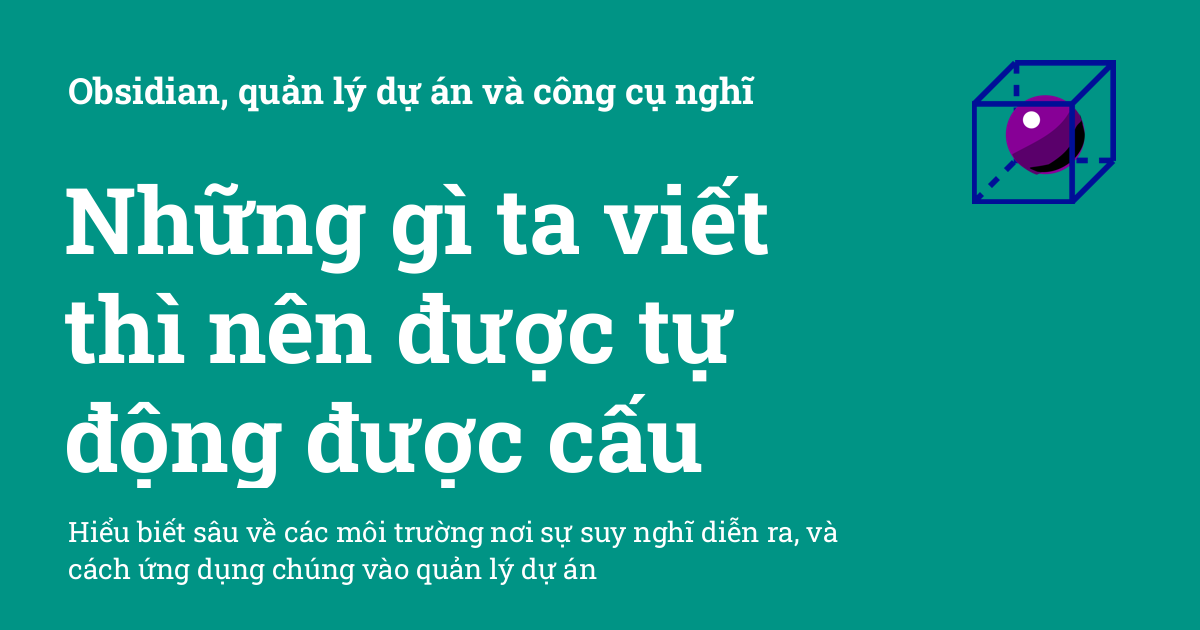 Obsidian, quản lý dự án và công cụ nghĩ
Những gì ta viết
thì nên được tự
động được cấu
Hiểu biết sâu về các môi trường nơi sự suy nghĩ diễn ra, và
cách ứng dụng chúng vào quản lý dự án